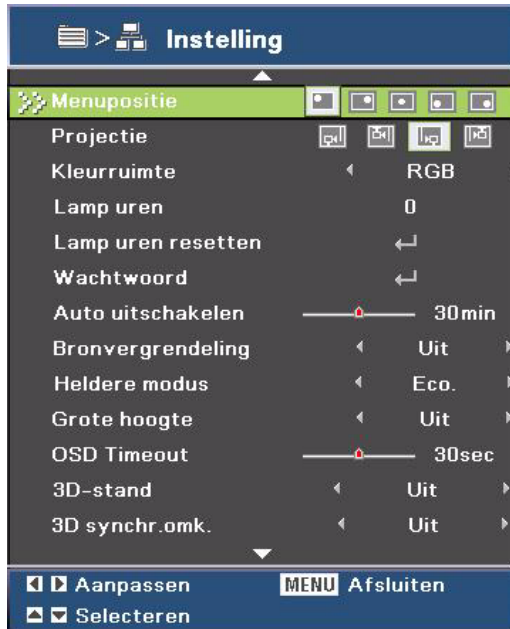 > Instelling
Menupositie
Projectie
Kleurruimte RGB
Lamp uren 0
Lamp uren resetten
Wachtwoord
Auto uitschakelen 30min
Bronvergrendeling Uit
Heldere modus Eco.
Grote hoogte Uit
OSD Timeout 30sec
3D-stand Uit
3D synchr.omk. Uit
Aanpassen MENU Afsluiten
Selecteren